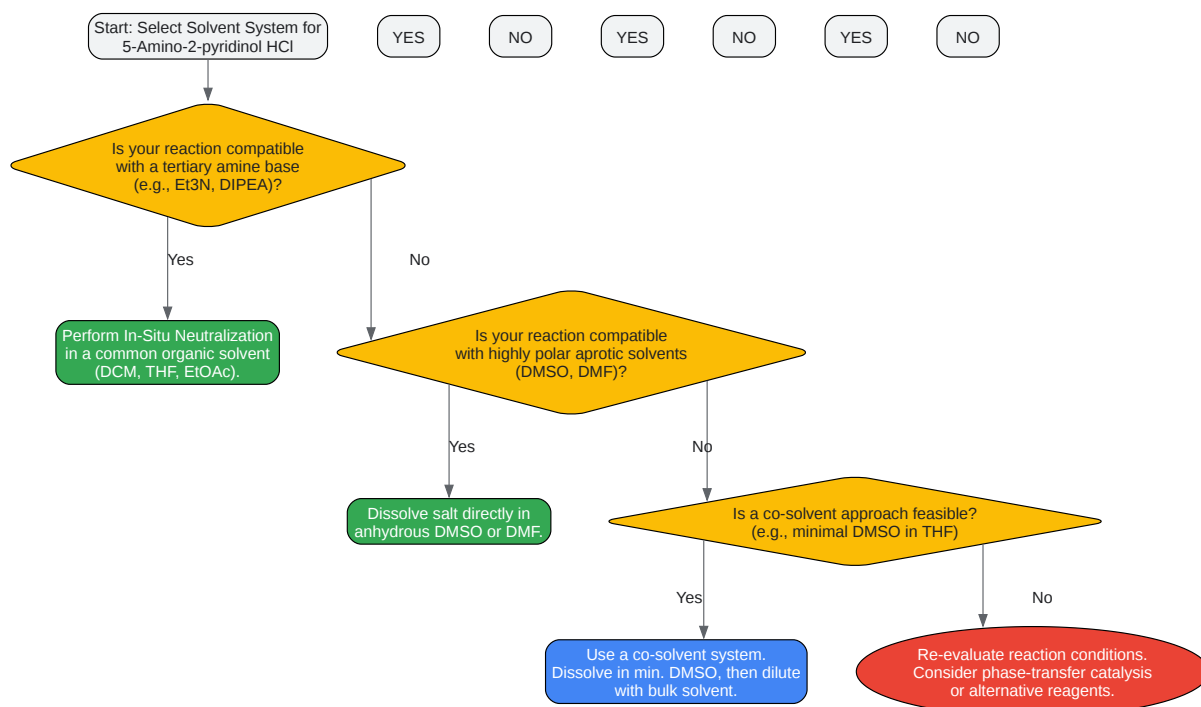 Start: Select Solvent System for
5-Amino-2-pyridinol HCl
YES
NO
YES
NO
YES
NO
Is your reaction compatible
with a tertiary amine base
(e.g., Et3N, DIPEA)?
Yes
No
Perform In-Situ Neutralization
in a common organic solvent
(DCM, THF, EtOAc).
Is your reaction compatible
with highly polar aprotic solvents
(DMSO, DMF)?
Yes
No
Dissolve salt directly in
anhydrous DMSO or DMF.
Is a co-solvent approach feasible?
(e.g., minimal DMSO in THF)
Yes
No
Use a co-solvent system.
Dissolve in min. DMSO, then dilute
with bulk solvent.
Re-evaluate reaction conditions.
Consider phase-transfer catalysis
or alternative reagents.